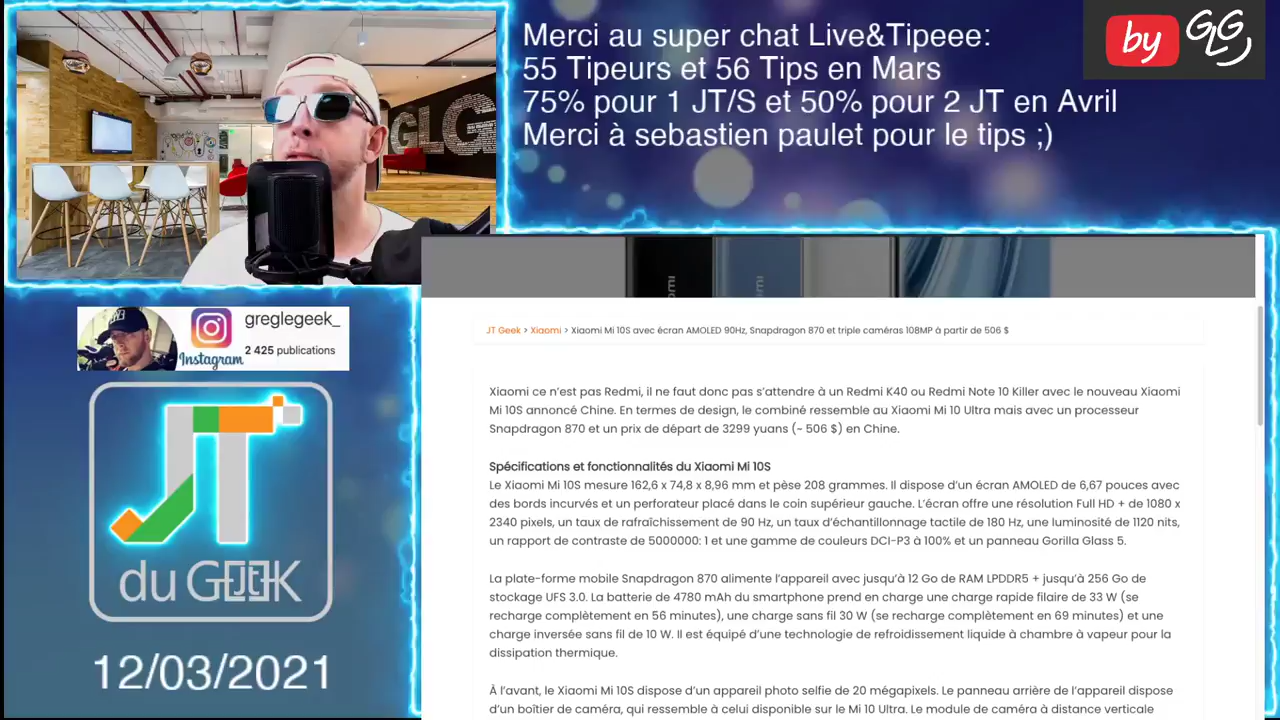 Merci au super chat Live&Tipeee:
55 Tipeurs et 56 Tips en Mars
75% pour 1 JT/S et 50% pour 2 JT en Avril
Merci à sebastien paulet pour le tips ;)
by GLG
GLG
greglegeek_
Instagram
2 425 publications
JT
du GEEK
12/03/2021
JT Geek > Xiaomi > Xiaomi Mi 10S avec écran AMOLED 90Hz, Snapdragon 870 et triple caméras 108MP à partir de 506 $
Xiaomi ce n’est pas Redmi, il ne faut donc pas s’attendre à un Redmi K40 ou Redmi Note 10 Killer avec le nouveau Xiaomi
Mi 10S annoncé Chine. En termes de design, le combiné ressemble au Xiaomi Mi 10 Ultra mais avec un processeur
Snapdragon 870 et un prix de départ de 3299 yuans (~ 506 $) en Chine.
Spécifications et fonctionnalités du Xiaomi Mi 10S
Le Xiaomi Mi 10S mesure 162,6 x 74,8 x 8,96 mm et pèse 208 grammes. Il dispose d’un écran AMOLED de 6,67 pouces avec
des bords incurvés et un perforateur placé dans le coin supérieur gauche. L’écran offre une résolution Full HD + de 1080 x
2340 pixels, un taux de rafraîchissement de 90 Hz, un taux d’échantillonnage tactile de 180 Hz, une luminosité de 1120 nits,
un rapport de contraste de 5000000: 1 et une gamme de couleurs DCI-P3 à 100% et un panneau Gorilla Glass 5.
La plate-forme mobile Snapdragon 870 alimente l’appareil avec jusqu’à 12 Go de RAM LPDDR5 + jusqu’à 256 Go de
stockage UFS 3.0. La batterie de 4780 mAh du smartphone prend en charge une charge rapide filaire de 33 W (se
recharge complètement en 56 minutes), une charge sans fil 30 W (se recharge complètement en 69 minutes) et une
charge inversée sans fil de 10 W. Il est équipé d’une technologie de refroidissement liquide à chambre à vapeur pour la
dissipation thermique.
À l’avant, le Xiaomi Mi 10S dispose d’un appareil photo selfie de 20 mégapixels. Le panneau arrière de l’appareil dispose
d’un boîtier de caméra, qui ressemble à celui disponible sur le Mi 10 Ultra. Le module de caméra à distance verticale